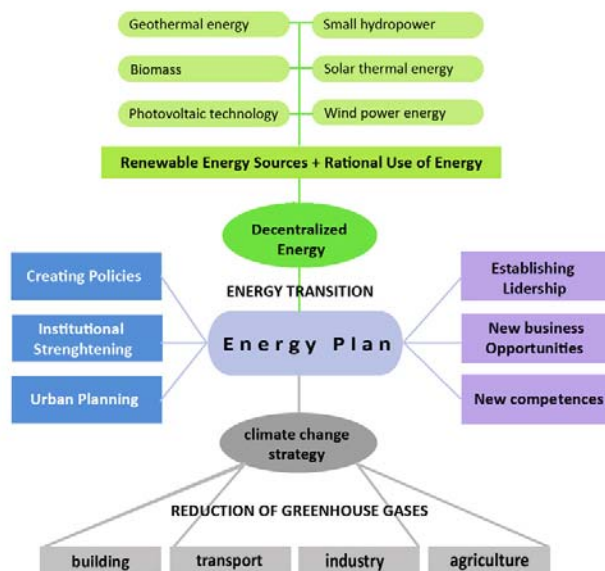 Geothermal energy
Small hydropower
Biomass
Solar thermal energy
Photovoltaic technology
Wind power energy
Renewable Energy Sources + Rational Use of Energy
Decentralized
Energy
ENERGY TRANSITION
Creating Policies
Institutional
Strenghtening
Urban Planning
Energy Plan
Establishing
Lidership
New business
Opportunities
New competences
climate change
strategy
REDUCTION OF GREENHOUSE GASES
building
transport
industry
agriculture